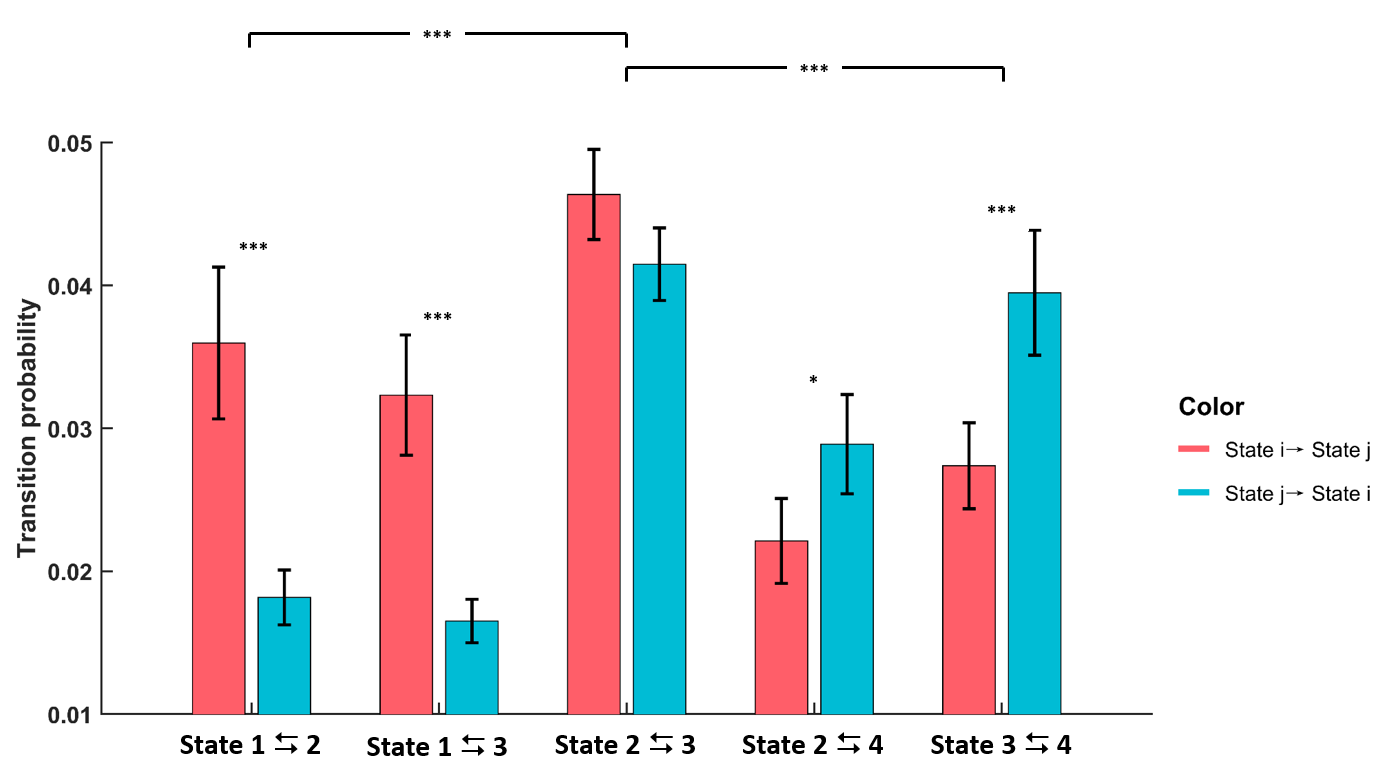 ***
***
0.05
0.04
0.03
0.02
0.01
Transition probability
***
***
*
***
State 1 ⇆ 2
State 1 ⇆ 3
State 2 ⇆ 3
State 2 ⇆ 4
State 3 ⇆ 4
Color
State i→ State j
State j→ State i